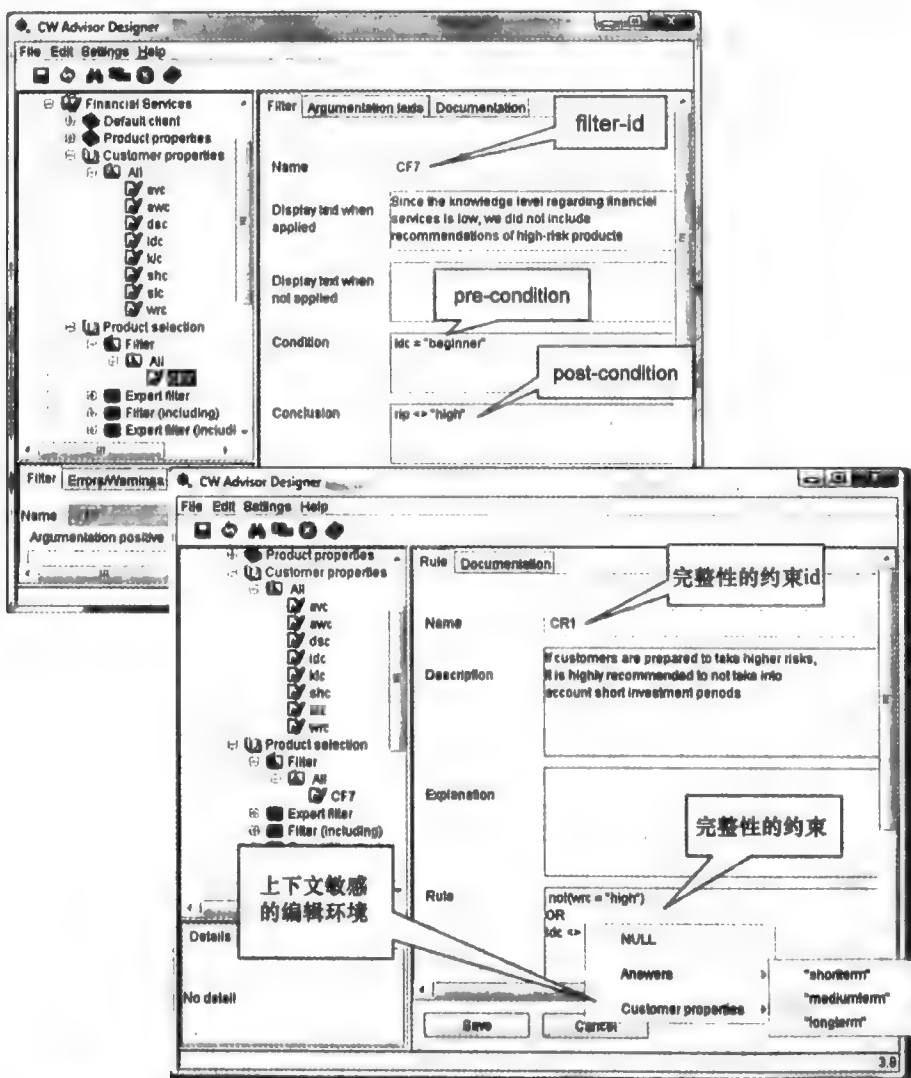 CW Advisor Designer
File Edit Settings Help
Financial Services
Default client
Product properties
Customer properties
All
avc
awc
dsc
idc
klc
shc
slc
wrc
Product selection
Filter
All
Expert filter
Filter (including)
Expert filter (includi
Filter Argumentation texts Documentation
filter-id
Name CF7
Display text when applied
Since the knowledge level regarding financial
services is low, we did not include
recommendations of high-risk products
Display text when not applied
pre-condition
Condition
idc = "beginner"
post-condition
Conclusion
rip <> "high"
Filter Errors/Warnings
Name
Argumentation positive
CW Advisor Designer
File Edit Settings Help
Product properties
Customer properties
All
avc
awc
dsc
idc
klc
shc
wrc
Product selection
Filter
All
CF7
Expert filter
Filter (including)
上下文敏感
的编辑环境
Details
No detail
Rule Documentation
完整性的约束id
Name CR1
Description
If customers are prepared to take higher risks,
it is highly recommended to not take into
account short investment periods
Explanation
完整性的约束
Rule
not(wrc = "high")
OR
idc <>
NULL
Answers
Customer properties
"shortterm"
"mediumterm"
"longterm"
Save Cancel
3.9